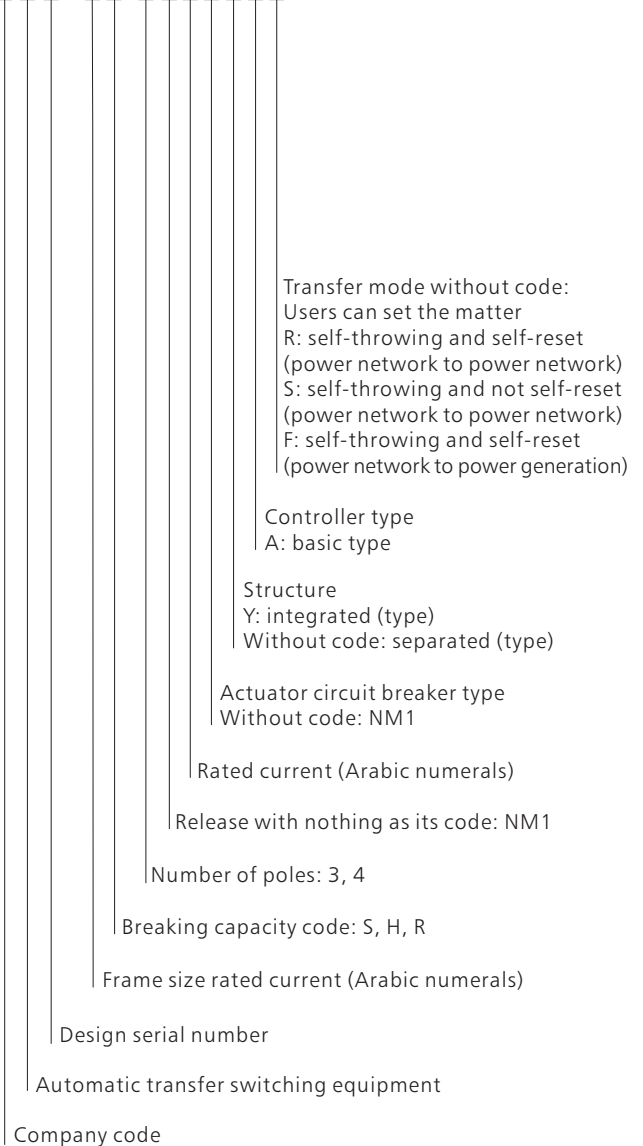 Transfer mode without code:
Users can set the matter
R: self-throwing and self-reset
(power network to power network)
S: self-throwing and not self-reset
(power network to power network)
F: self-throwing and self-reset
(power network to power generation)
Controller type
A: basic type
Structure
Y: integrated (type)
Without code: separated (type)
Actuator circuit breaker type
Without code: NM1
Rated current (Arabic numerals)
Release with nothing as its code: NM1
Number of poles: 3, 4
Breaking capacity code: S, H, R
Frame size rated current (Arabic numerals)
Design serial number
Automatic transfer switching equipment
Company code